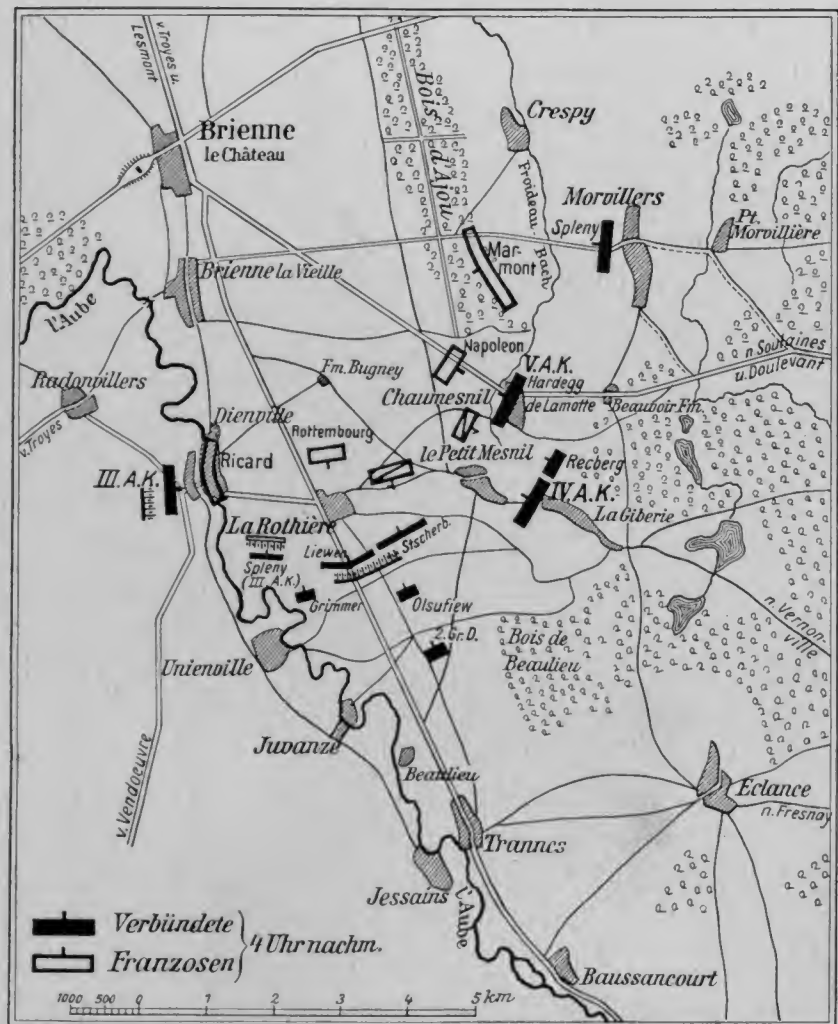 v. Troyes u.
Lesmont
Brienne
le Château
Bois d'Ajou
Crespy
Froideau-Bach
Morvillers
Spleny
Pt. Morvillière
Mar-
mont
Brienne la Vieille
l'Aube
Napoleon
V.A.K.
Hardegg
n. Soulaines
u. Doulevant
Radonvillers
Fm. Bugney
Chaumesnil
de Lamotte
Beauvoir Fm.
v. Troyes
Dienville
Rottembourg
le Petit Mesnil
Recberg
III. A.K.
Ricard
IV. A.K.
La Giberie
La Rothière
Liewen
Stscherb.
Spleny
(III. A.K.)
Grimmer
Olsufiew
n. Vernon-
ville
2. Gr. D.
Bois de
Beaulieu
Unienville
Juvanzé
Beaulieu
v. Vendoeuvre
Eclance
n. Fresnay
Trannes
Jessains
l'Aube
Verbündete
4 Uhr nachm.
Franzosen
Baussancourt
1000 500 0 1 2 3 4 5 km